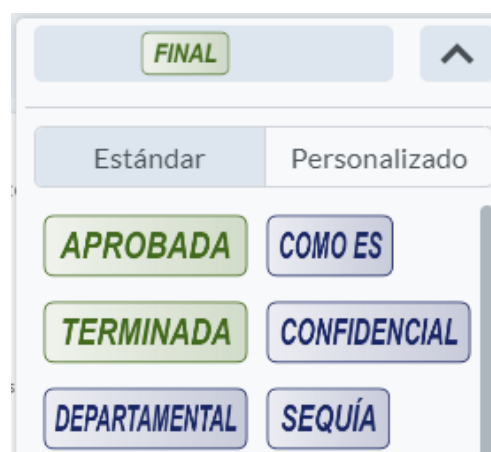 FINAL
Estándar Personalizado
APROBADA COMO ES
TERMINADA CONFIDENCIAL
DEPARTAMENTAL SEQUÍA